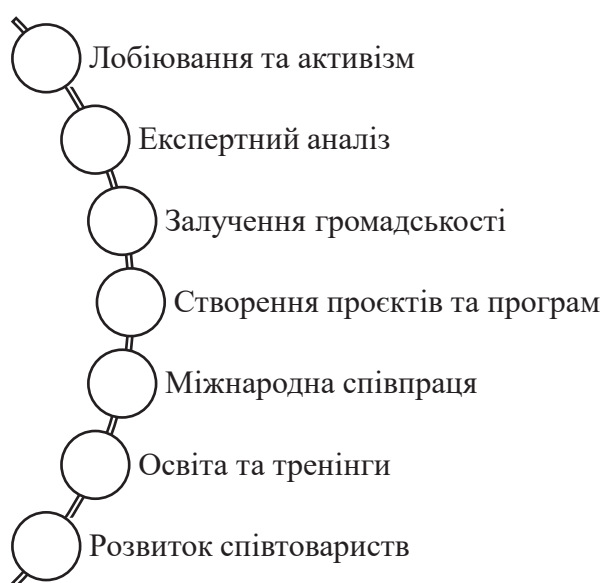 Лобіювання та активізм
Експертний аналіз
Залучення громадськості
Створення проєктів та програм
Міжнародна співпраця
Освіта та тренінги
Розвиток співтовариств